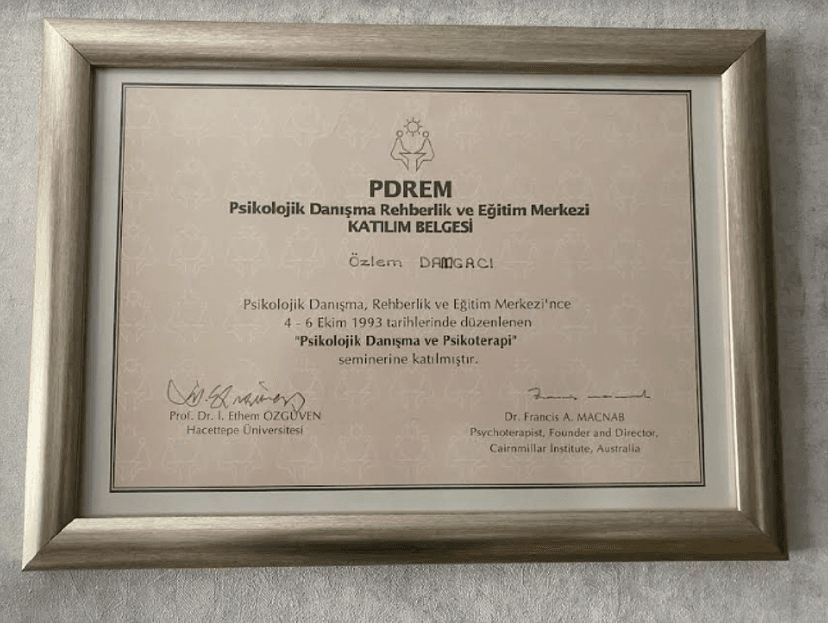 PDREM
Psikolojik Danışma Rehberlik ve Eğitim Merkezi
KATILIM BELGESİ
Özlem
Psikolojik Danışma, Rehberlik ve Eğitim Merkezi'nce
4 - 6 Ekim 1993 tarihlerinde düzenlenen
"Psikolojik Danışma ve Psikoterapi"
seminerine katılmıştır.
Prof. Dr. İ. Ethem ÖZGÜVEN
Hacettepe Üniversitesi
Dr. Francis A. MACNAB
Psychoterapist, Founder and Director,
Cairnmillar Institute, Australia